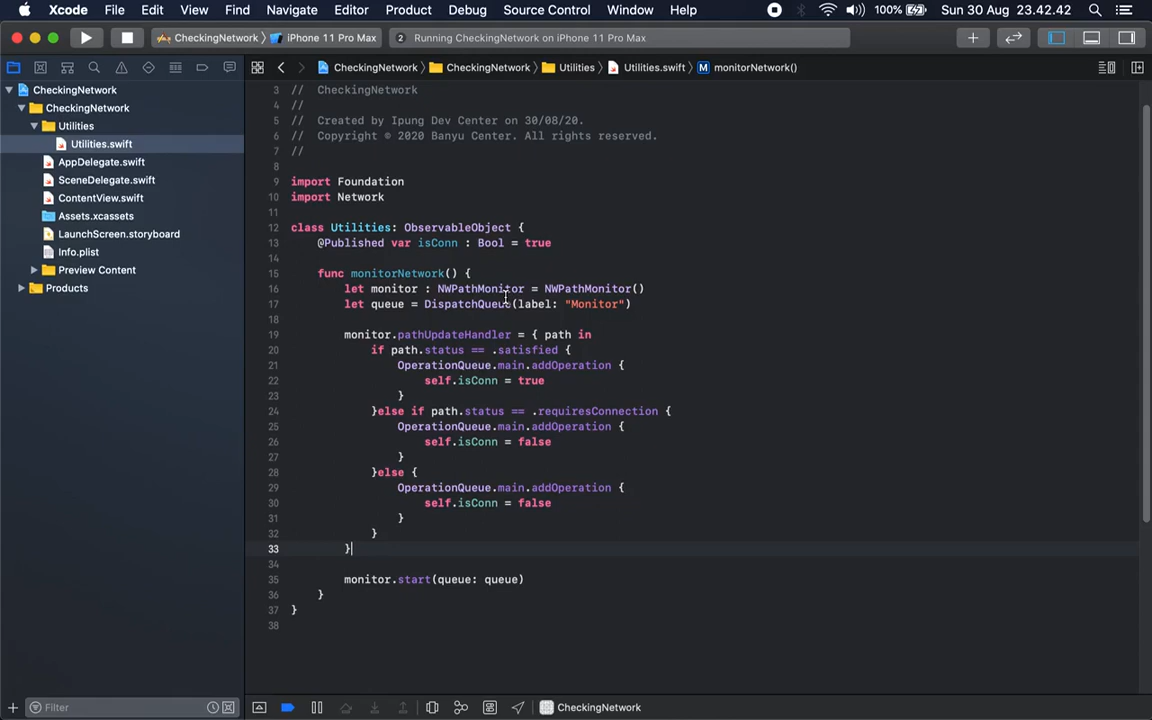 Xcode File Edit View Find Navigate Editor Product Debug Source Control Window Help 100% Sun 30 Aug 23.42.42
CheckingNetwork iPhone 11 Pro Max 2 Running CheckingNetwork on iPhone 11 Pro Max
CheckingNetwork CheckingNetwork Utilities Utilities.swift M monitorNetwork()
CheckingNetwork
CheckingNetwork
Utilities
Utilities.swift
AppDelegate.swift
SceneDelegate.swift
ContentView.swift
Assets.xcassets
LaunchScreen.storyboard
Info.plist
Preview Content
Products
3 // CheckingNetwork
4 //
5 // Created by Ipung Dev Center on 30/08/20.
6 // Copyright © 2020 Banyu Center. All rights reserved.
7 //
8
9 import Foundation
10 import Network
11
12 class Utilities: ObservableObject {
13 @Published var isConn : Bool = true
14
15 func monitorNetwork() {
16 let monitor : NWPathMonitor = NWPathMonitor()
17 let queue = DispatchQueue(label: "Monitor")
18
19 monitor.pathUpdateHandler = { path in
20 if path.status == .satisfied {
21 OperationQueue.main.addOperation {
22 self.isConn = true
23 }
24 }else if path.status == .requiresConnection {
25 OperationQueue.main.addOperation {
26 self.isConn = false
27 }
28 }else {
29 OperationQueue.main.addOperation {
30 self.isConn = false
31 }
32 }
33 }
34
35 monitor.start(queue: queue)
36 }
37 }
38
Filter
CheckingNetwork